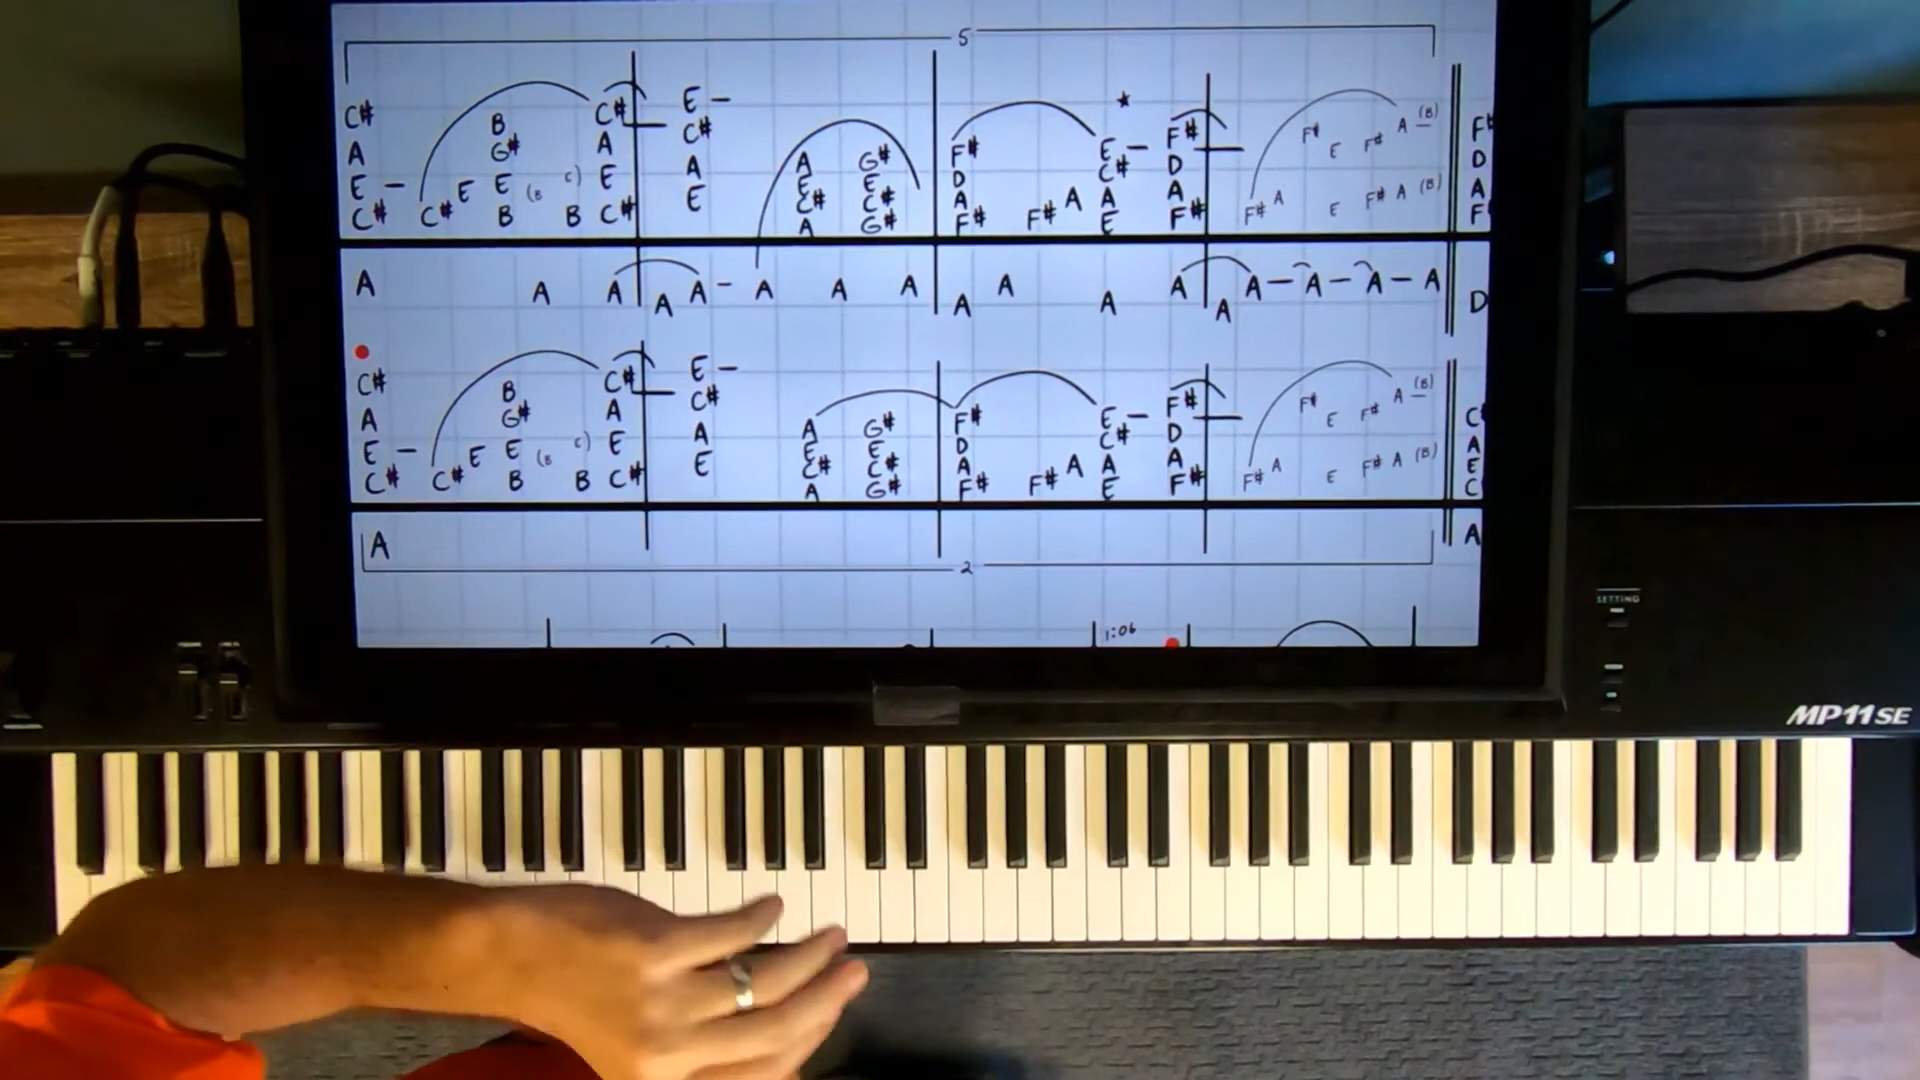 5
C# B C# E – ★ F# F# A (B)
A G# A C# A G# F# E – D E F#
E – E E (B C) E A E E D C# A
C# C# B B C# E C# C# A A F# A F# A (B)
A G# F# F# A E F# E
A A A A A – A A A A A A A A A – A – A – A D
C# B C# E – F# F# A (B)
A G# A C# A G# F# E – D E F#
E – E E (B C) E A E E D C# A
C# C# B B C# E C# C# A A A F# A (B)
A G# F# F# E F# F# E
A A
2
1:06
SETTING
MP11SE